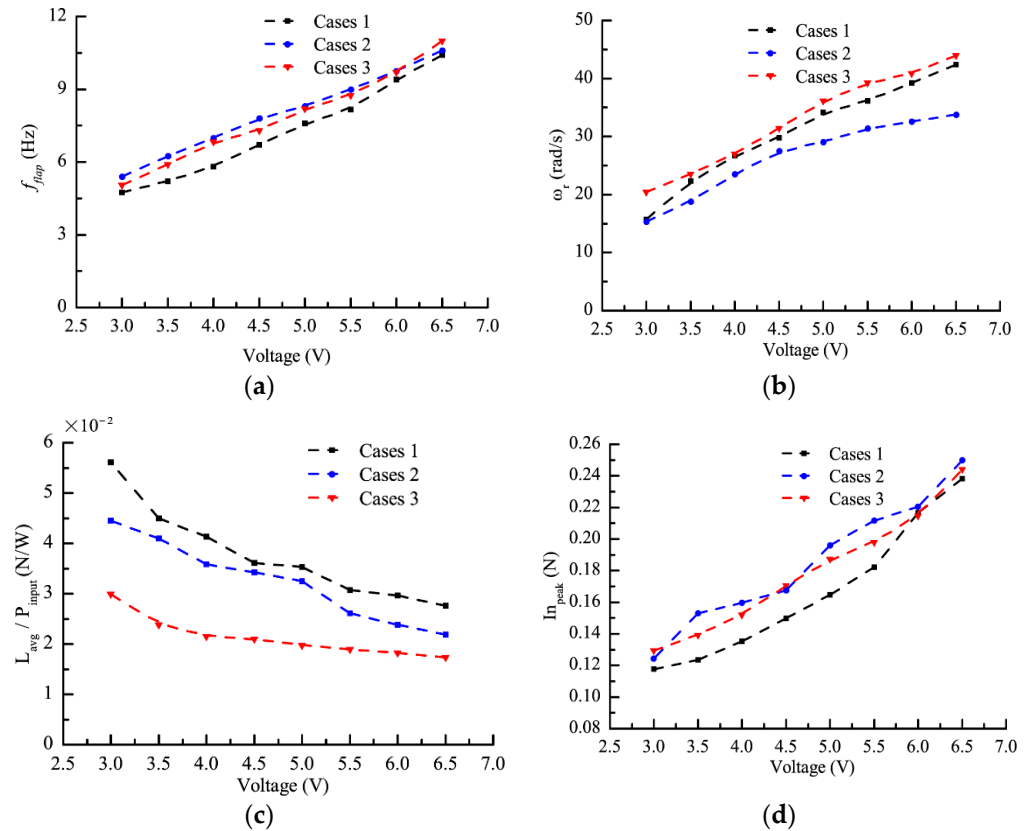 12
9
6
3
0
f_flap (Hz)
Cases 1
Cases 2
Cases 3
2.5 3.0 3.5 4.0 4.5 5.0 5.5 6.0 6.5 7.0
Voltage (V)
(a)
50
40
30
20
10
0
ω_r (rad/s)
Cases 1
Cases 2
Cases 3
2.5 3.0 3.5 4.0 4.5 5.0 5.5 6.0 6.5 7.0
Voltage (V)
(b)
×10⁻²
6
5
4
3
2
1
0
L_avg / P_input (N/W)
Cases 1
Cases 2
Cases 3
2.5 3.0 3.5 4.0 4.5 5.0 5.5 6.0 6.5 7.0
Voltage (V)
(c)
0.26
0.24
0.22
0.20
0.18
0.16
0.14
0.12
0.10
0.08
In_peak (N)
Cases 1
Cases 2
Cases 3
2.5 3.0 3.5 4.0 4.5 5.0 5.5 6.0 6.5 7.0
Voltage (V)
(d)